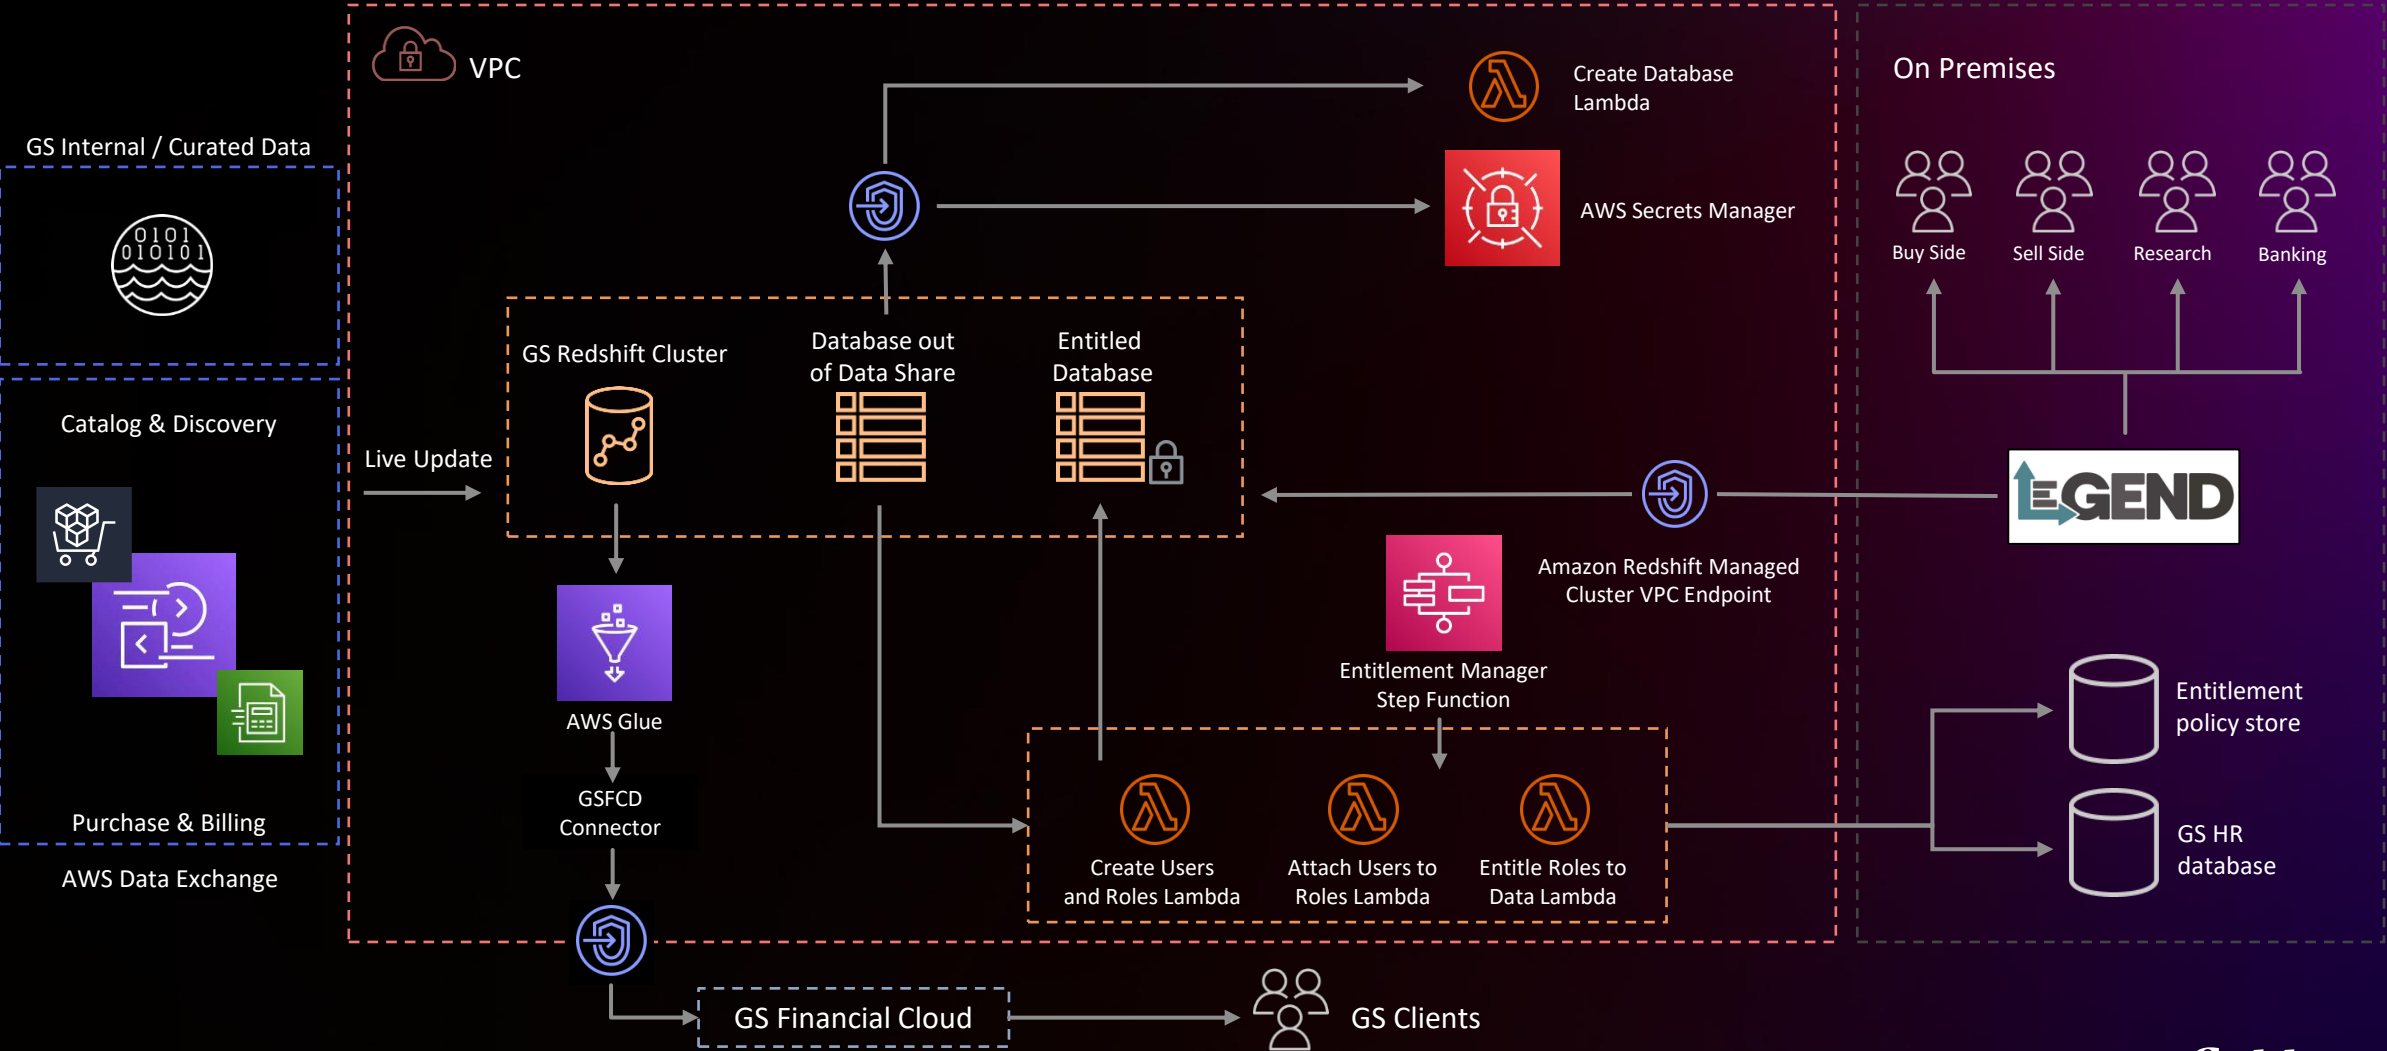 VPC
On Premises
Create Database
Lambda
GS Internal / Curated Data
0101
010101
AWS Secrets Manager
Buy Side
Sell Side
Research
Banking
GS Redshift Cluster
Database out
of Data Share
Entitled
Database
Catalog & Discovery
Live Update
LEGEND
Amazon Redshift Managed
Cluster VPC Endpoint
Entitlement Manager
Step Function
Entitlement
policy store
AWS Glue
GSFCD
Connector
Purchase & Billing
AWS Data Exchange
GS HR
database
Create Users
and Roles Lambda
Attach Users to
Roles Lambda
Entitle Roles to
Data Lambda
GS Financial Cloud
GS Clients